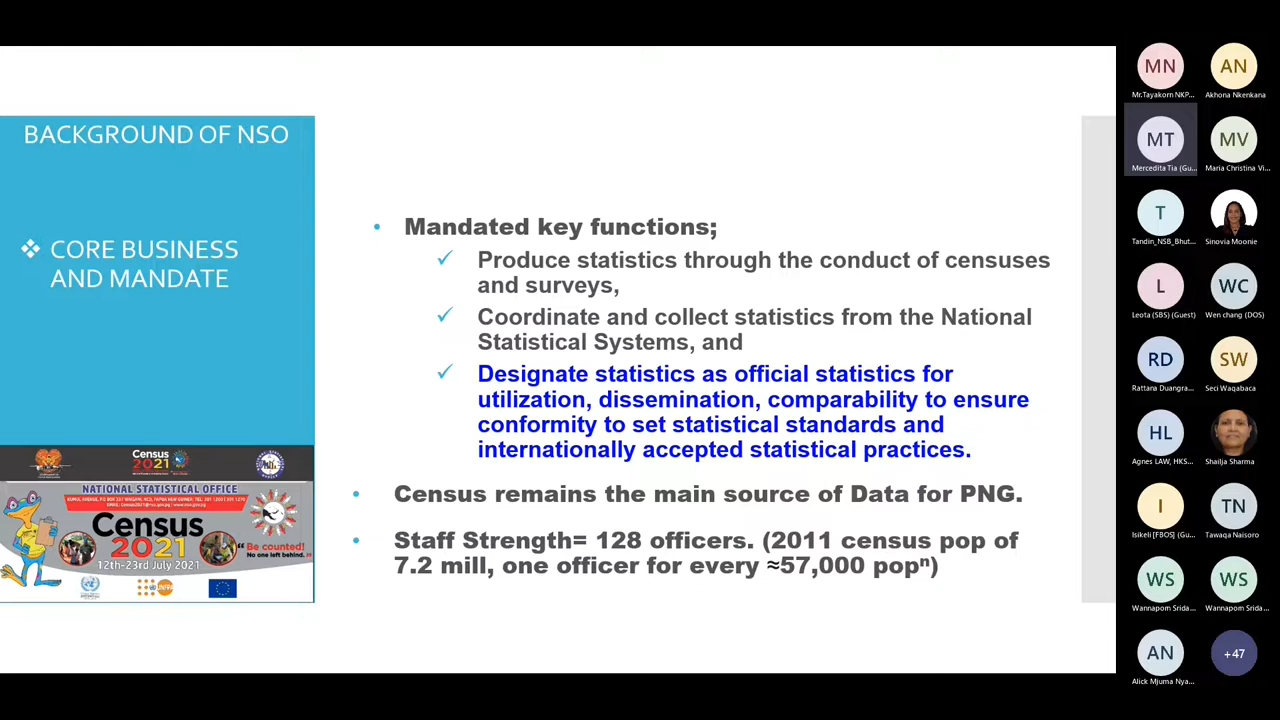 BACKGROUND OF NSO
CORE BUSINESS
AND MANDATE
Mandated key functions;
Produce statistics through the conduct of censuses
and surveys,
Coordinate and collect statistics from the National
Statistical Systems, and
Designate statistics as official statistics for
utilization, dissemination, comparability to ensure
conformity to set statistical standards and
internationally accepted statistical practices.
Census remains the main source of Data for PNG.
Staff Strength= 128 officers. (2011 census pop of
7.2 mill, one officer for every ≈57,000 popⁿ)
Census
2021
NATIONAL STATISTICAL OFFICE
Census
2021
12th-23rd July 2021
"Be counted!
No one left behind."
UNFPA
MN
Mr.Tayakorn NKP...
AN
Akhona Nkenkana
MT
Mercedita Tia (Gu...
MV
Maria Christina Vi...
T
Tandin_NSB_Bhut...
Sinovia Moonie
L
Leota (SBS) (Guest)
WC
Wen chang (DOS)
RD
Rattana Duangra...
SW
Seci Waqabaca
HL
Agnes LAW, HKS...
Shailja Sharma
I
Isikeli [FBOS] (Gu...
TN
Tawaqa Naisoro
WS
Wannaporn Srida...
WS
Wannaporn Srida...
AN
Alick Mjuma Nya...
+47